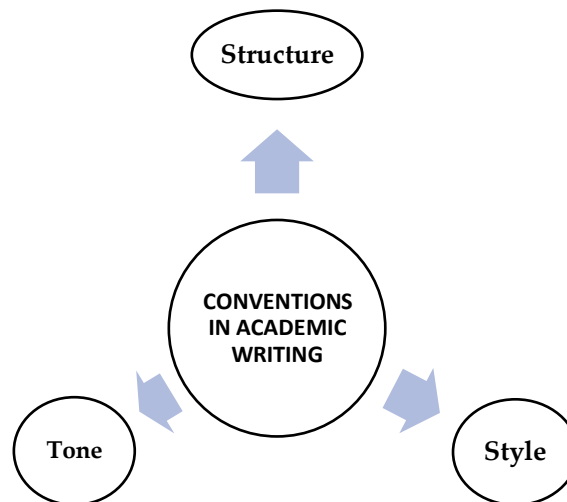 Structure
CONVENTIONS
IN ACADEMIC
WRITING
Tone
Style